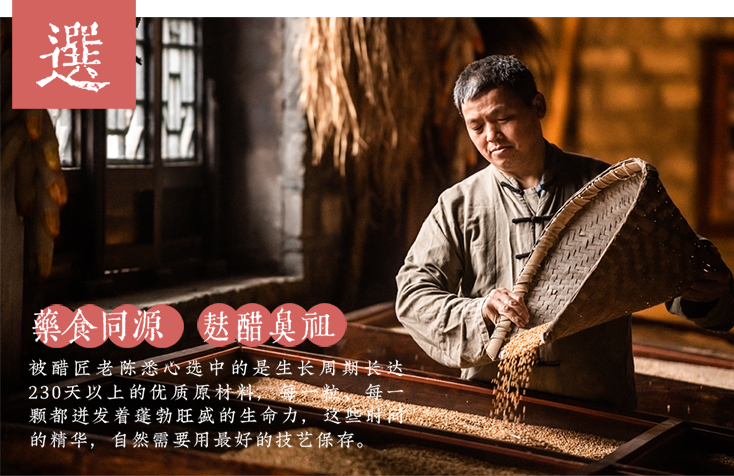 選
藥食同源 麩醋鼻祖
被醋匠老陈悉心选中的是生长周期长达
230天以上的优质原材料，每一粒、每一
颗都迸发着蓬勃旺盛的生命力，这些时间
的精华，自然需要用最好的技艺保存。